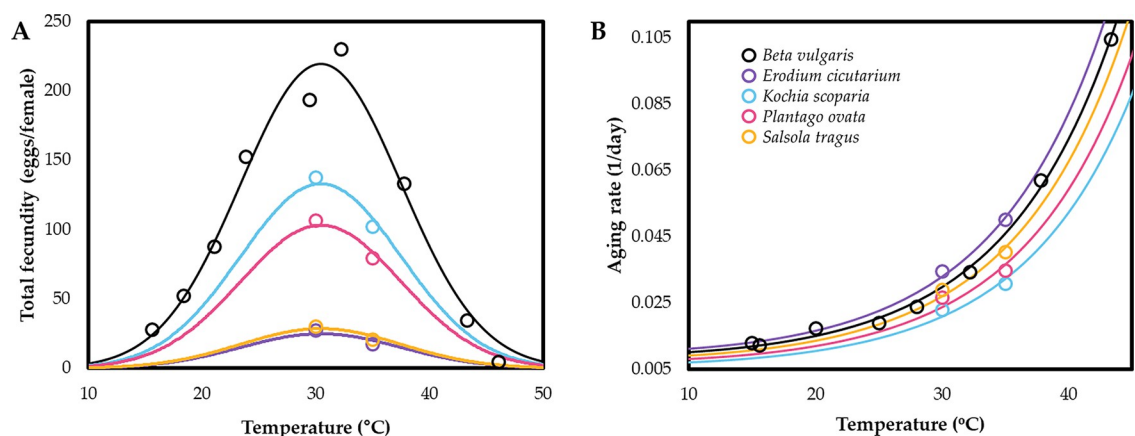 A
Total fecundity (eggs/female)
250
200
150
100
50
0
10 20 30 40 50
Temperature (°C)
B
Aging rate (1/day)
0.105
0.085
0.065
0.045
0.025
0.005
Beta vulgaris
Erodium cicutarium
Kochia scoparia
Plantago ovata
Salsola tragus
10 20 30 40
Temperature (ºC)